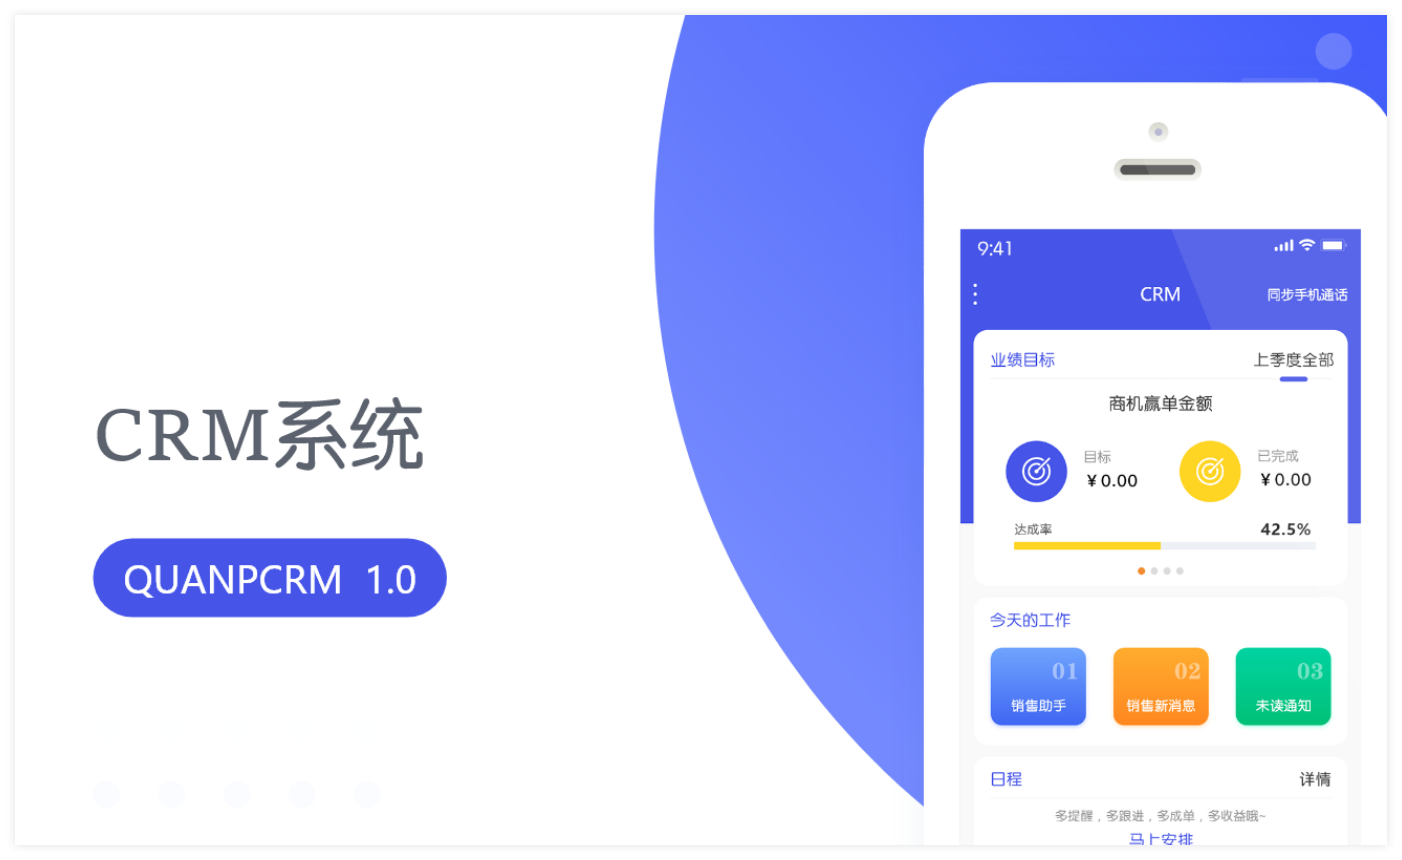 CRM系统
QUANPCRM 1.0
9:41
CRM
同步手机通话
业绩目标
上季度全部
商机赢单金额
目标
¥ 0.00
已完成
¥ 0.00
达成率
42.5%
今天的工作
01
销售助手
02
销售新消息
03
未读通知
日程
详情
多提醒，多跟进，多成单，多收益哦~
马上安排